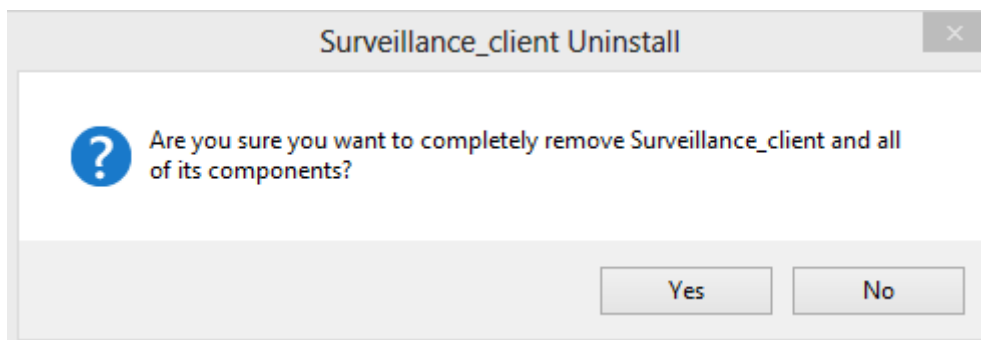 Surveillance_client Uninstall
Are you sure you want to completely remove Surveillance_client and all
of its components?
Yes
No